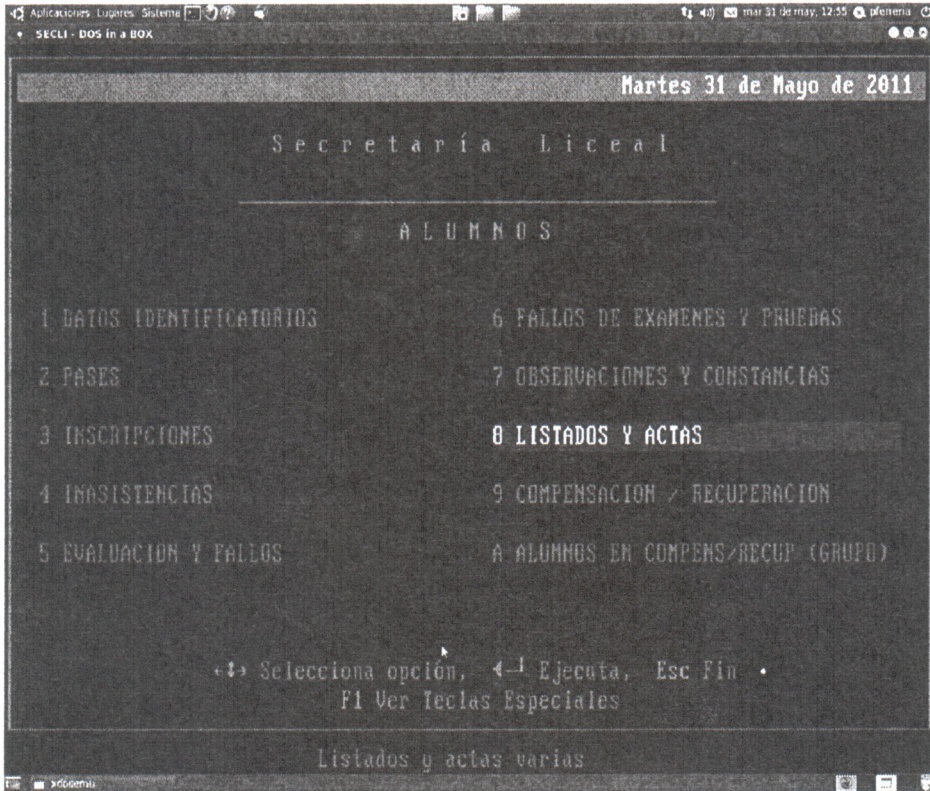 Aplicaciones Lugares Sistema
mar 31 de may, 12:55 pferreria
SECLI - DOS in a BOX
Martes 31 de Mayo de 2011
Secretaría Liceal
ALUMNOS
1 DATOS IDENTIFICATORIOS
6 FALLOS DE EXAMENES Y PRUEBAS
2 PASES
7 OBSERVACIONES Y CONSTANCIAS
3 INSCRIPCIONES
8 LISTADOS Y ACTAS
4 INASISTENCIAS
9 COMPENSACION / RECUPERACION
5 EVALUACION Y FALLOS
A ALUMNOS EN COMPENS/RECUP (GRUPO)
Selecciona opción, Ejecuta, Esc Fin
F1 Ver Teclas Especiales
Listados y actas varias
xdosemu